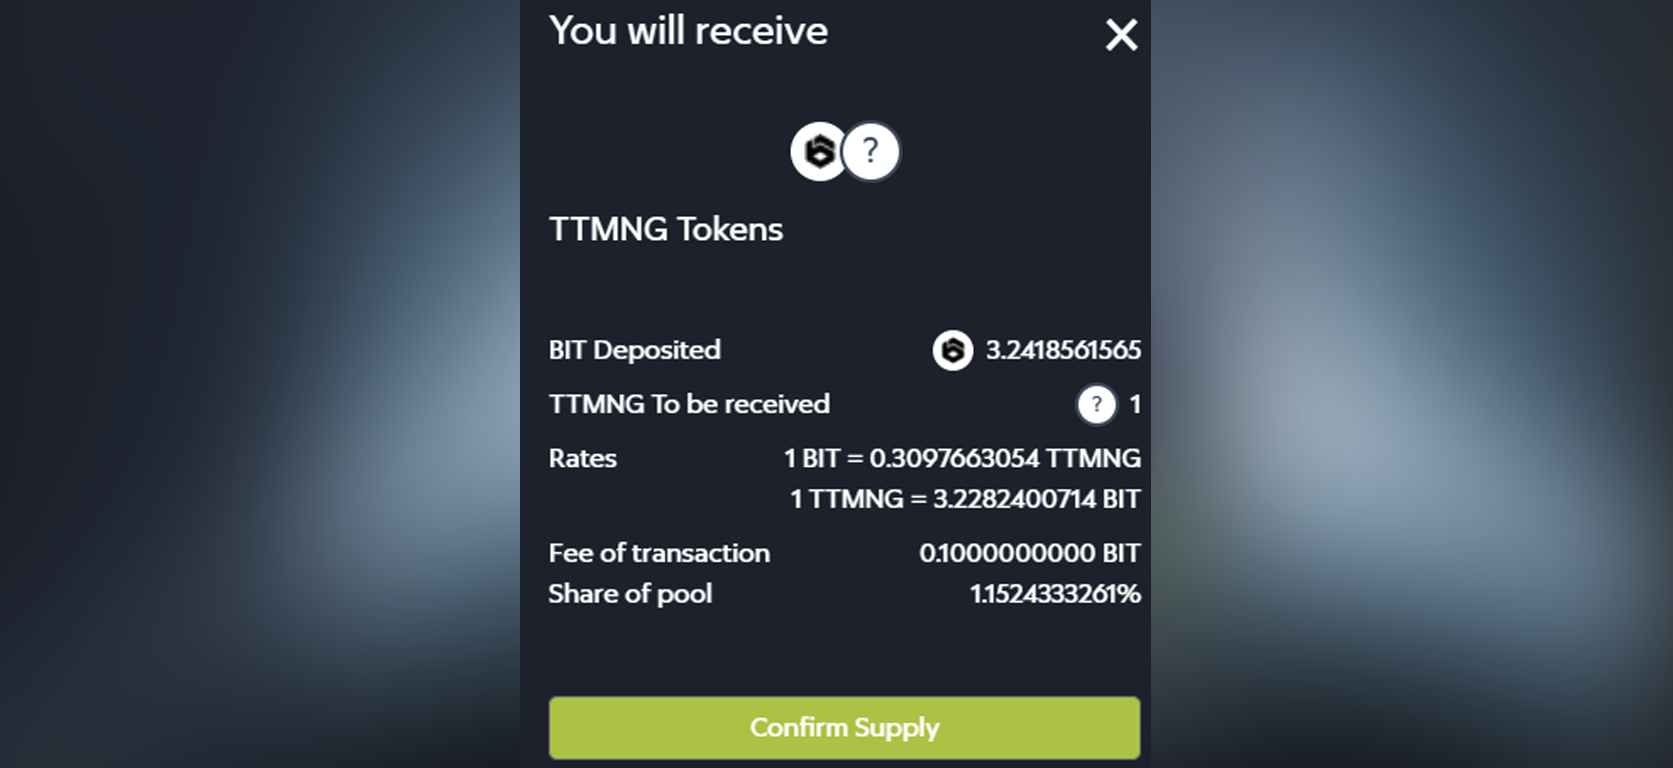 You will receive
?
TTMNG Tokens
BIT Deposited 3.2418561565
TTMNG To be received ? 1
Rates 1 BIT = 0.3097663054 TTMNG
1 TTMNG = 3.2282400714 BIT
Fee of transaction 0.1000000000 BIT
Share of pool 1.1524333261%
Confirm Supply